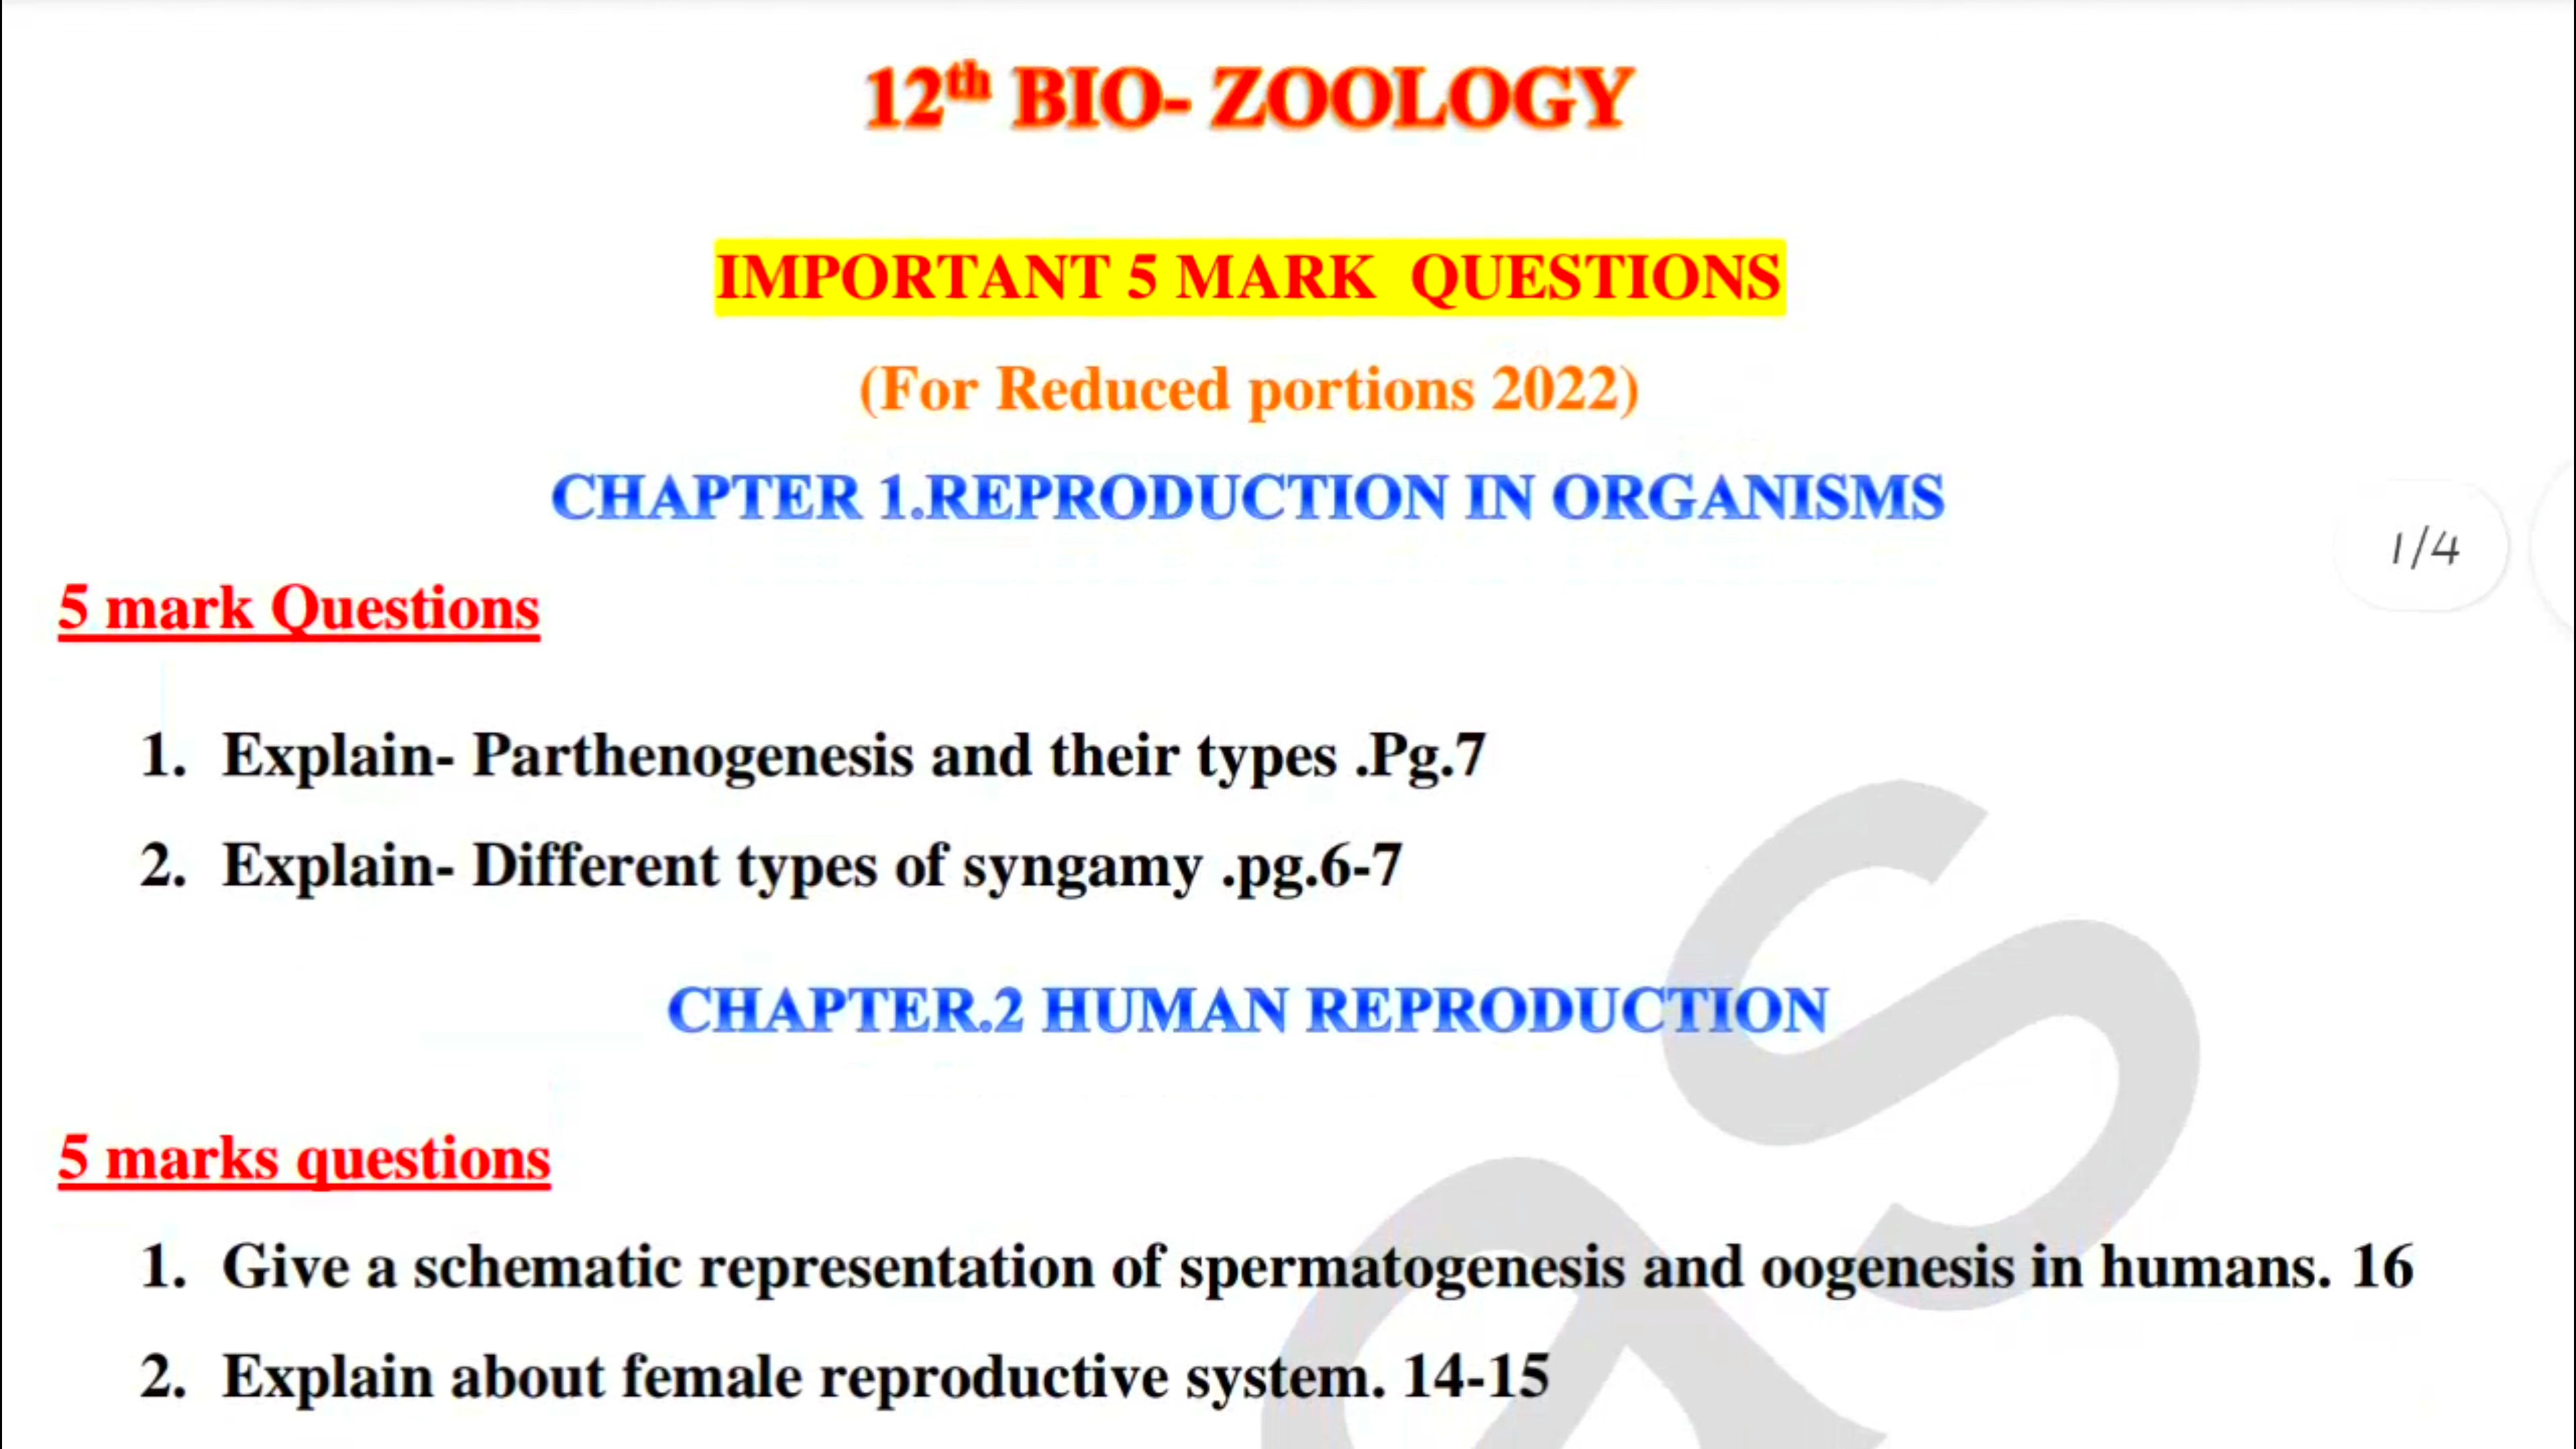 12th BIO- ZOOLOGY
IMPORTANT 5 MARK QUESTIONS
(For Reduced portions 2022)
CHAPTER 1.REPRODUCTION IN ORGANISMS
1/4
5 mark Questions
1. Explain- Parthenogenesis and their types .Pg.7
2. Explain- Different types of syngamy .pg.6-7
CHAPTER.2 HUMAN REPRODUCTION
5 marks questions
1. Give a schematic representation of spermatogenesis and oogenesis in humans. 16
2. Explain about female reproductive system. 14-15